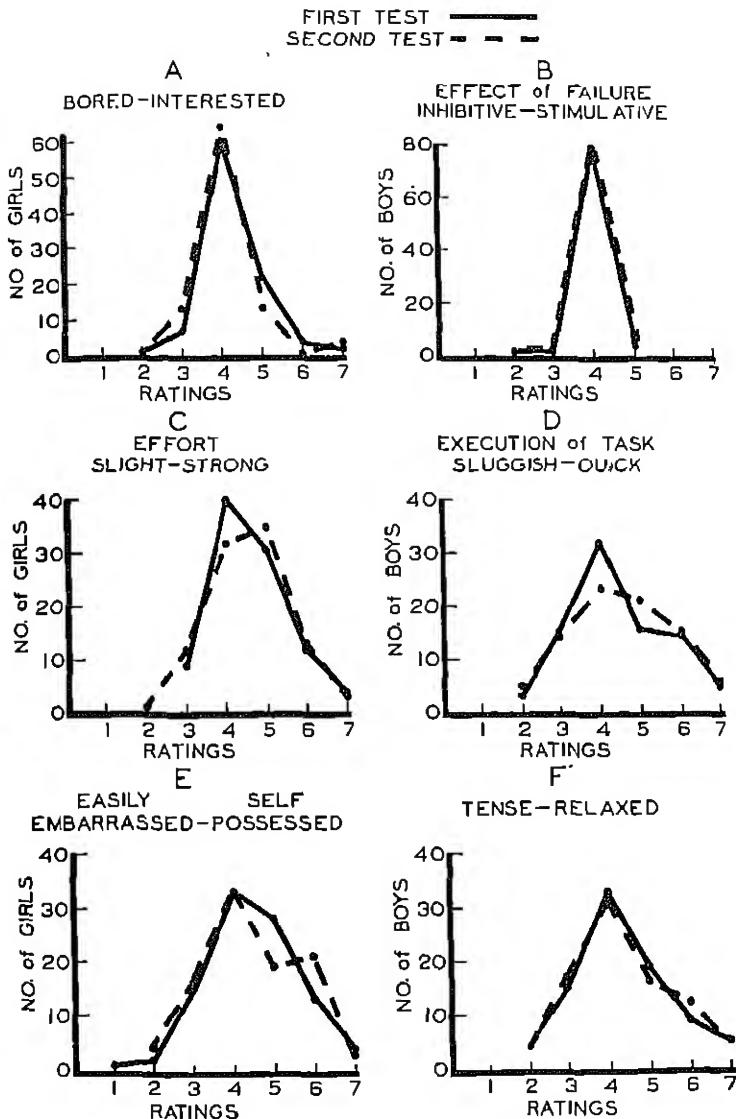 FIRST TEST
SECOND TEST
A
BORED-INTERESTED
NO of GIRLS
60
50
40
30
20
10
0
1 2 3 4 5 6 7
RATINGS
B
EFFECT of FAILURE
INHIBITIVE-STIMULATIVE
NO. of BOYS
80
60
40
20
0
1 2 3 4 5 6 7
RATINGS
C
EFFORT
SLIGHT-STRONG
NO. of GIRLS
40
30
20
10
0
1 2 3 4 5 6 7
RATINGS
D
EXECUTION of TASK
SLUGGISH-QUICK
NO. of BOYS
40
30
20
10
0
1 2 3 4 5 6 7
RATINGS
E
EASILY SELF
EMBARRASSED-POSSESSED
NO. of GIRLS
40
30
20
10
0
1 2 3 4 5 6 7
RATINGS
F
TENSE-RELAXED
NO. of BOYS
40
30
20
10
0
1 2 3 4 5 6 7
RATINGS